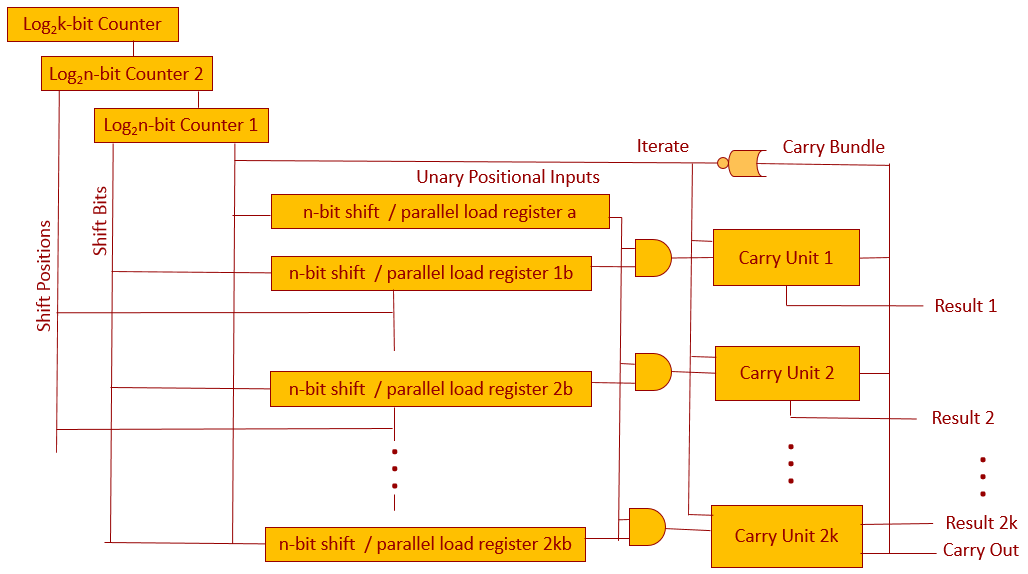 Log₂k-bit Counter
Log₂n-bit Counter 2
Log₂n-bit Counter 1
Iterate
Carry Bundle
Unary Positional Inputs
Shift Bits
Shift Positions
n-bit shift / parallel load register a
n-bit shift / parallel load register 1b
Carry Unit 1
Result 1
n-bit shift / parallel load register 2b
Carry Unit 2
Result 2
n-bit shift / parallel load register 2kb
Carry Unit 2k
Result 2k
Carry Out